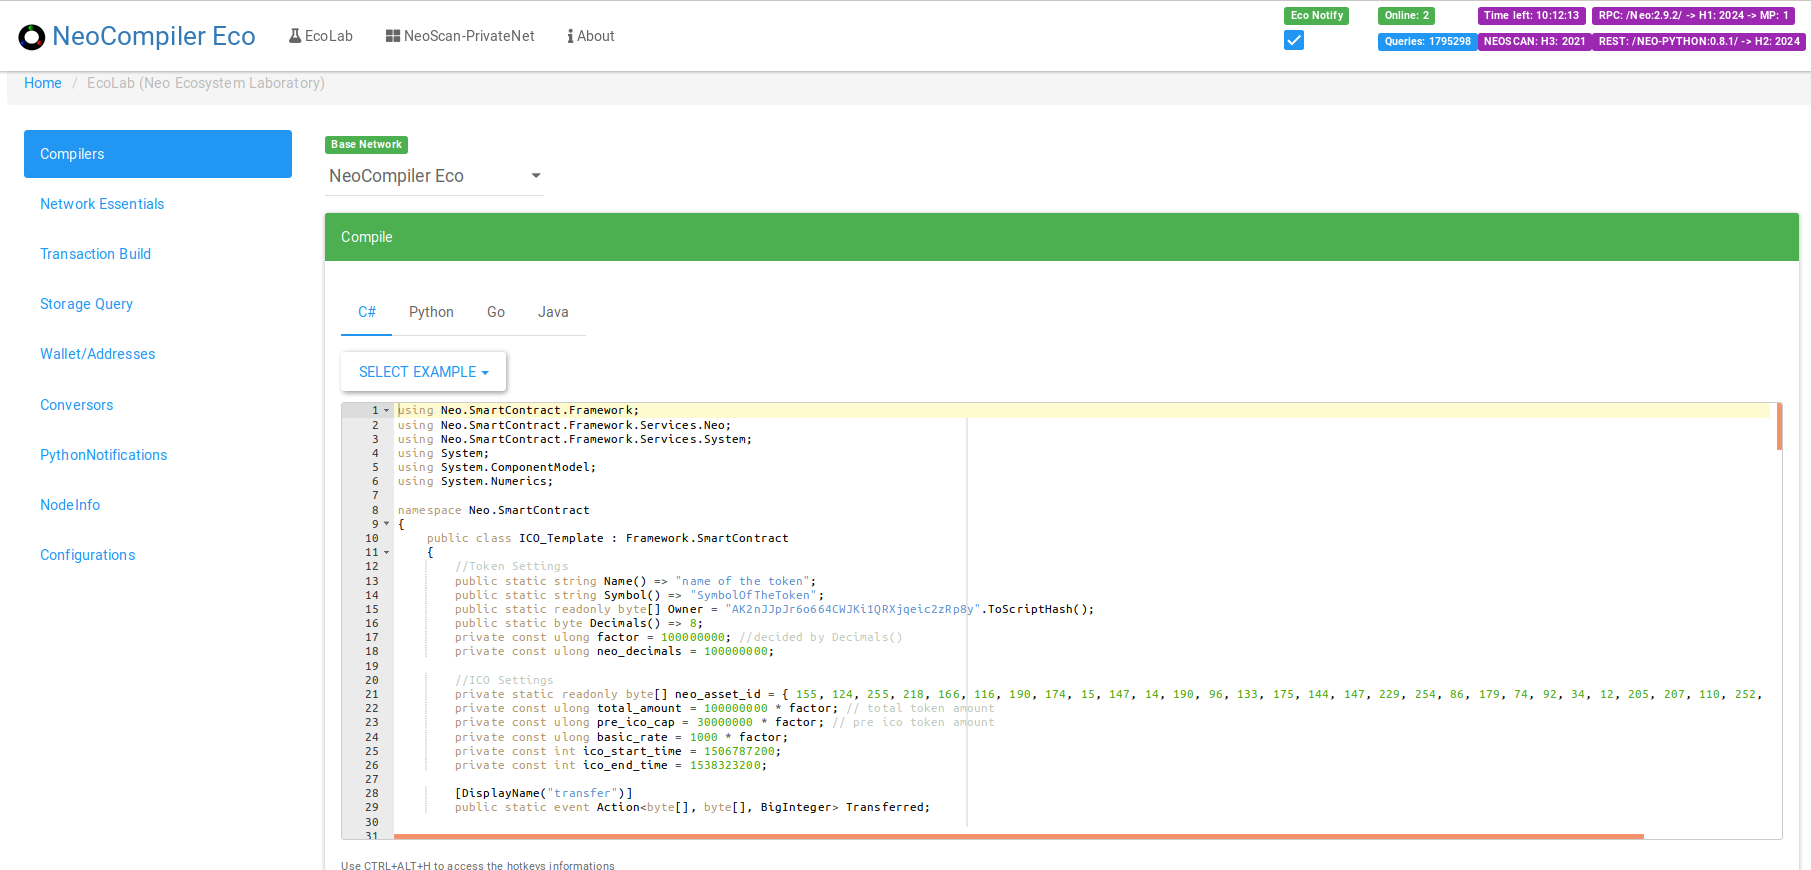 NeoCompiler Eco
EcoLab
NeoScan-PrivateNet
About
Eco Notify
Online: 2
Time left: 10:12:13
RPC: /Neo:2.9.2/ -> H1: 2024 -> MP: 1
Queries: 1795298
NEOSCAN: H3: 2021
REST: /NEO-PYTHON:0.8.1/ -> H2: 2024
Home / EcoLab (Neo Ecosystem Laboratory)
Compilers
Network Essentials
Transaction Build
Storage Query
Wallet/Addresses
Conversors
PythonNotifications
NodeInfo
Configurations
Base Network
NeoCompiler Eco
Compile
C# Python Go Java
SELECT EXAMPLE
1 using Neo.SmartContract.Framework;
2 using Neo.SmartContract.Framework.Services.Neo;
3 using Neo.SmartContract.Framework.Services.System;
4 using System;
5 using System.ComponentModel;
6 using System.Numerics;
7
8 namespace Neo.SmartContract
9 {
10 public class ICO_Template : Framework.SmartContract
11 {
12 //Token Settings
13 public static string Name() => "name of the token";
14 public static string Symbol() => "SymbolOfTheToken";
15 public static readonly byte[] Owner = "AK2nJJpJr6o664CWJKi1QRXjqeic2zRp8y".ToScriptHash();
16 public static byte Decimals() => 8;
17 private const ulong factor = 100000000; //decided by Decimals()
18 private const ulong neo_decimals = 100000000;
19
20 //ICO Settings
21 private static readonly byte[] neo_asset_id = { 155, 124, 255, 218, 166, 116, 190, 174, 15, 147, 14, 190, 96, 133, 175, 144, 147, 229, 254, 86, 179, 74, 92, 34, 12, 205, 207, 110, 252,
22 private const ulong total_amount = 100000000 * factor; // total token amount
23 private const ulong pre_ico_cap = 30000000 * factor; // pre ico token amount
24 private const ulong basic_rate = 1000 * factor;
25 private const int ico_start_time = 1506787200;
26 private const int ico_end_time = 1538323200;
27
28 [DisplayName("transfer")]
29 public static event Action<byte[], byte[], BigInteger> Transferred;
30
31
Use CTRL+ALT+H to access the hotkeys informations